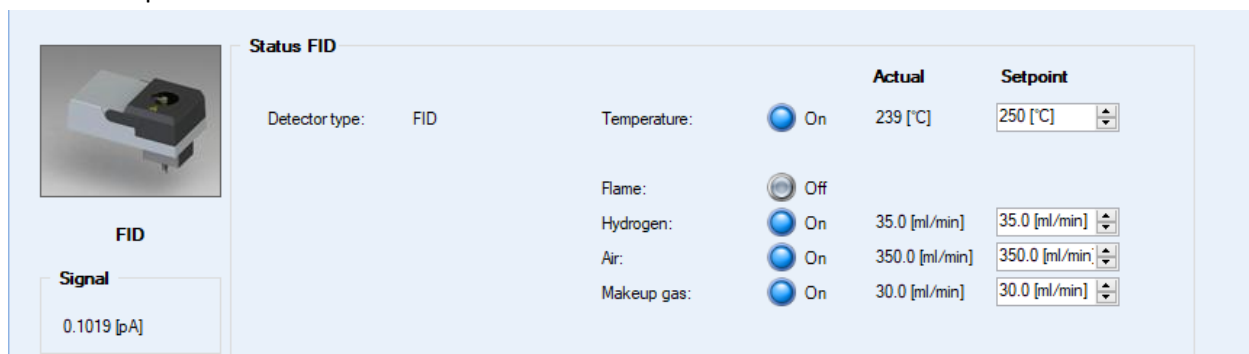 Status FID
Actual Setpoint
Detector type: FID Temperature: On 239 [°C] 250 [°C]
Flame: Off
FID
Hydrogen: On 35.0 [ml/min] 35.0 [ml/min]
Air: On 350.0 [ml/min] 350.0 [ml/min]
Signal
Makeup gas: On 30.0 [ml/min] 30.0 [ml/min]
0.1019 [pA]